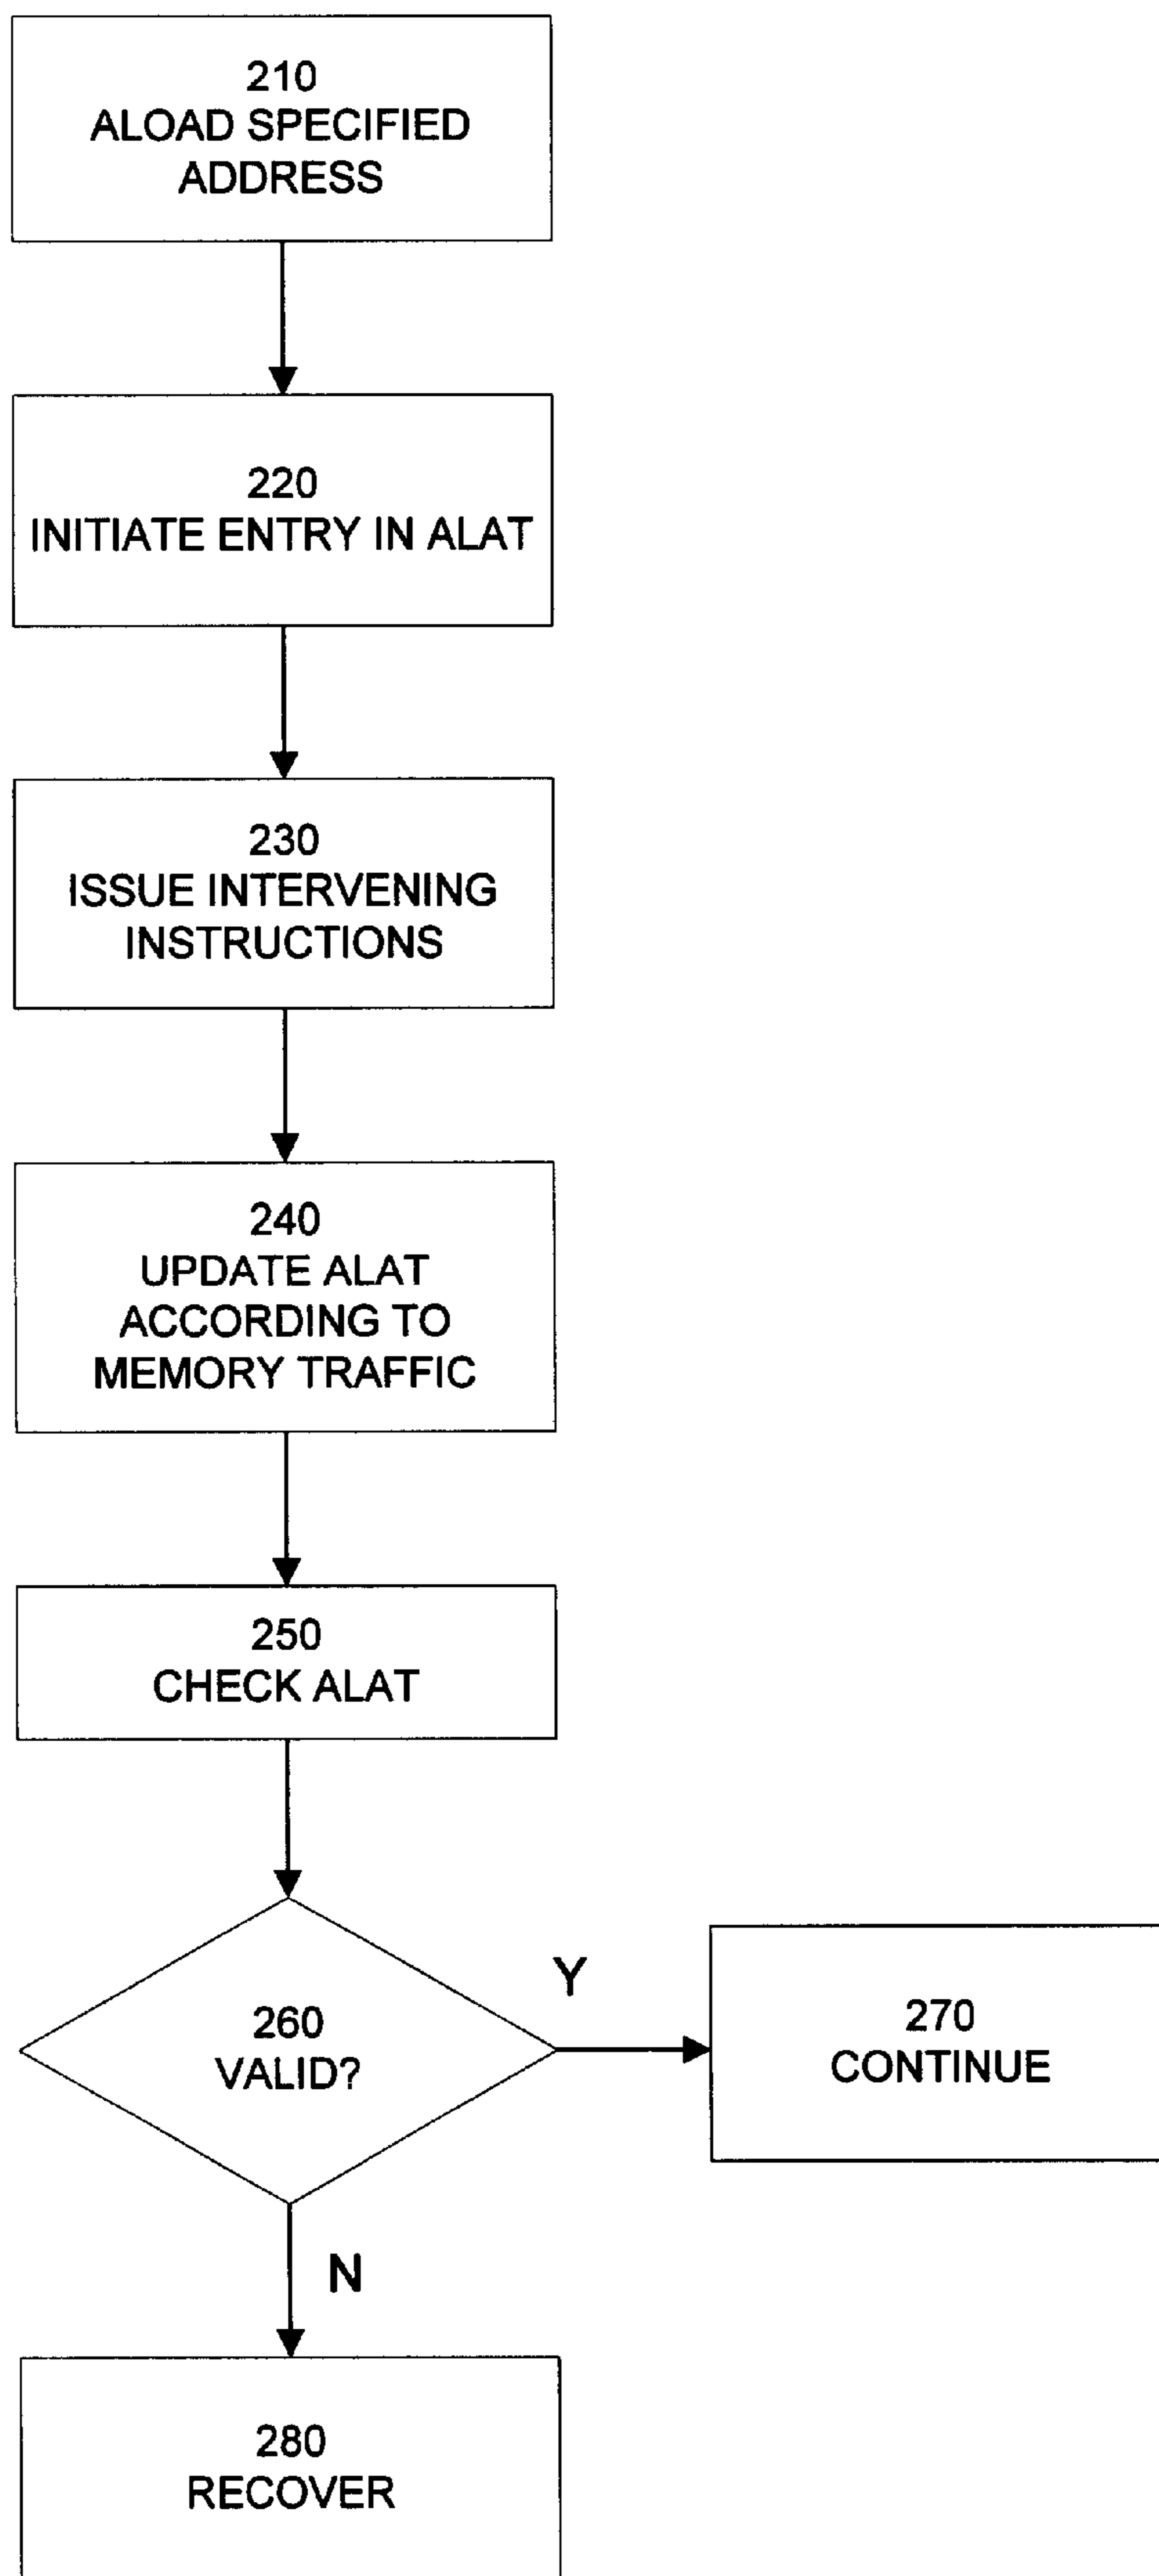 210
ALOAD SPECIFIED
ADDRESS
220
INITIATE ENTRY IN ALAT
230
ISSUE INTERVENING
INSTRUCTIONS
240
UPDATE ALAT
ACCORDING TO
MEMORY TRAFFIC
250
CHECK ALAT
260
VALID?
Y
270
CONTINUE
N
280
RECOVER